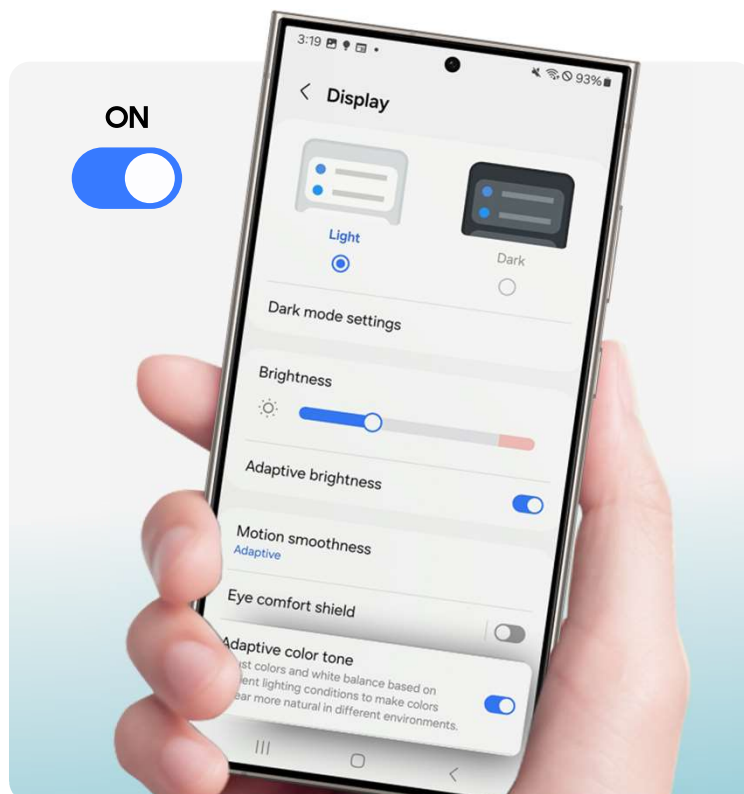 ON
3:19
93%
Display
Light
Dark
Dark mode settings
Brightness
Adaptive brightness
Motion smoothness
Adaptive
Eye comfort shield
Adaptive color tone
colors and white balance based on
lighting conditions to make colors
more natural in different environments.